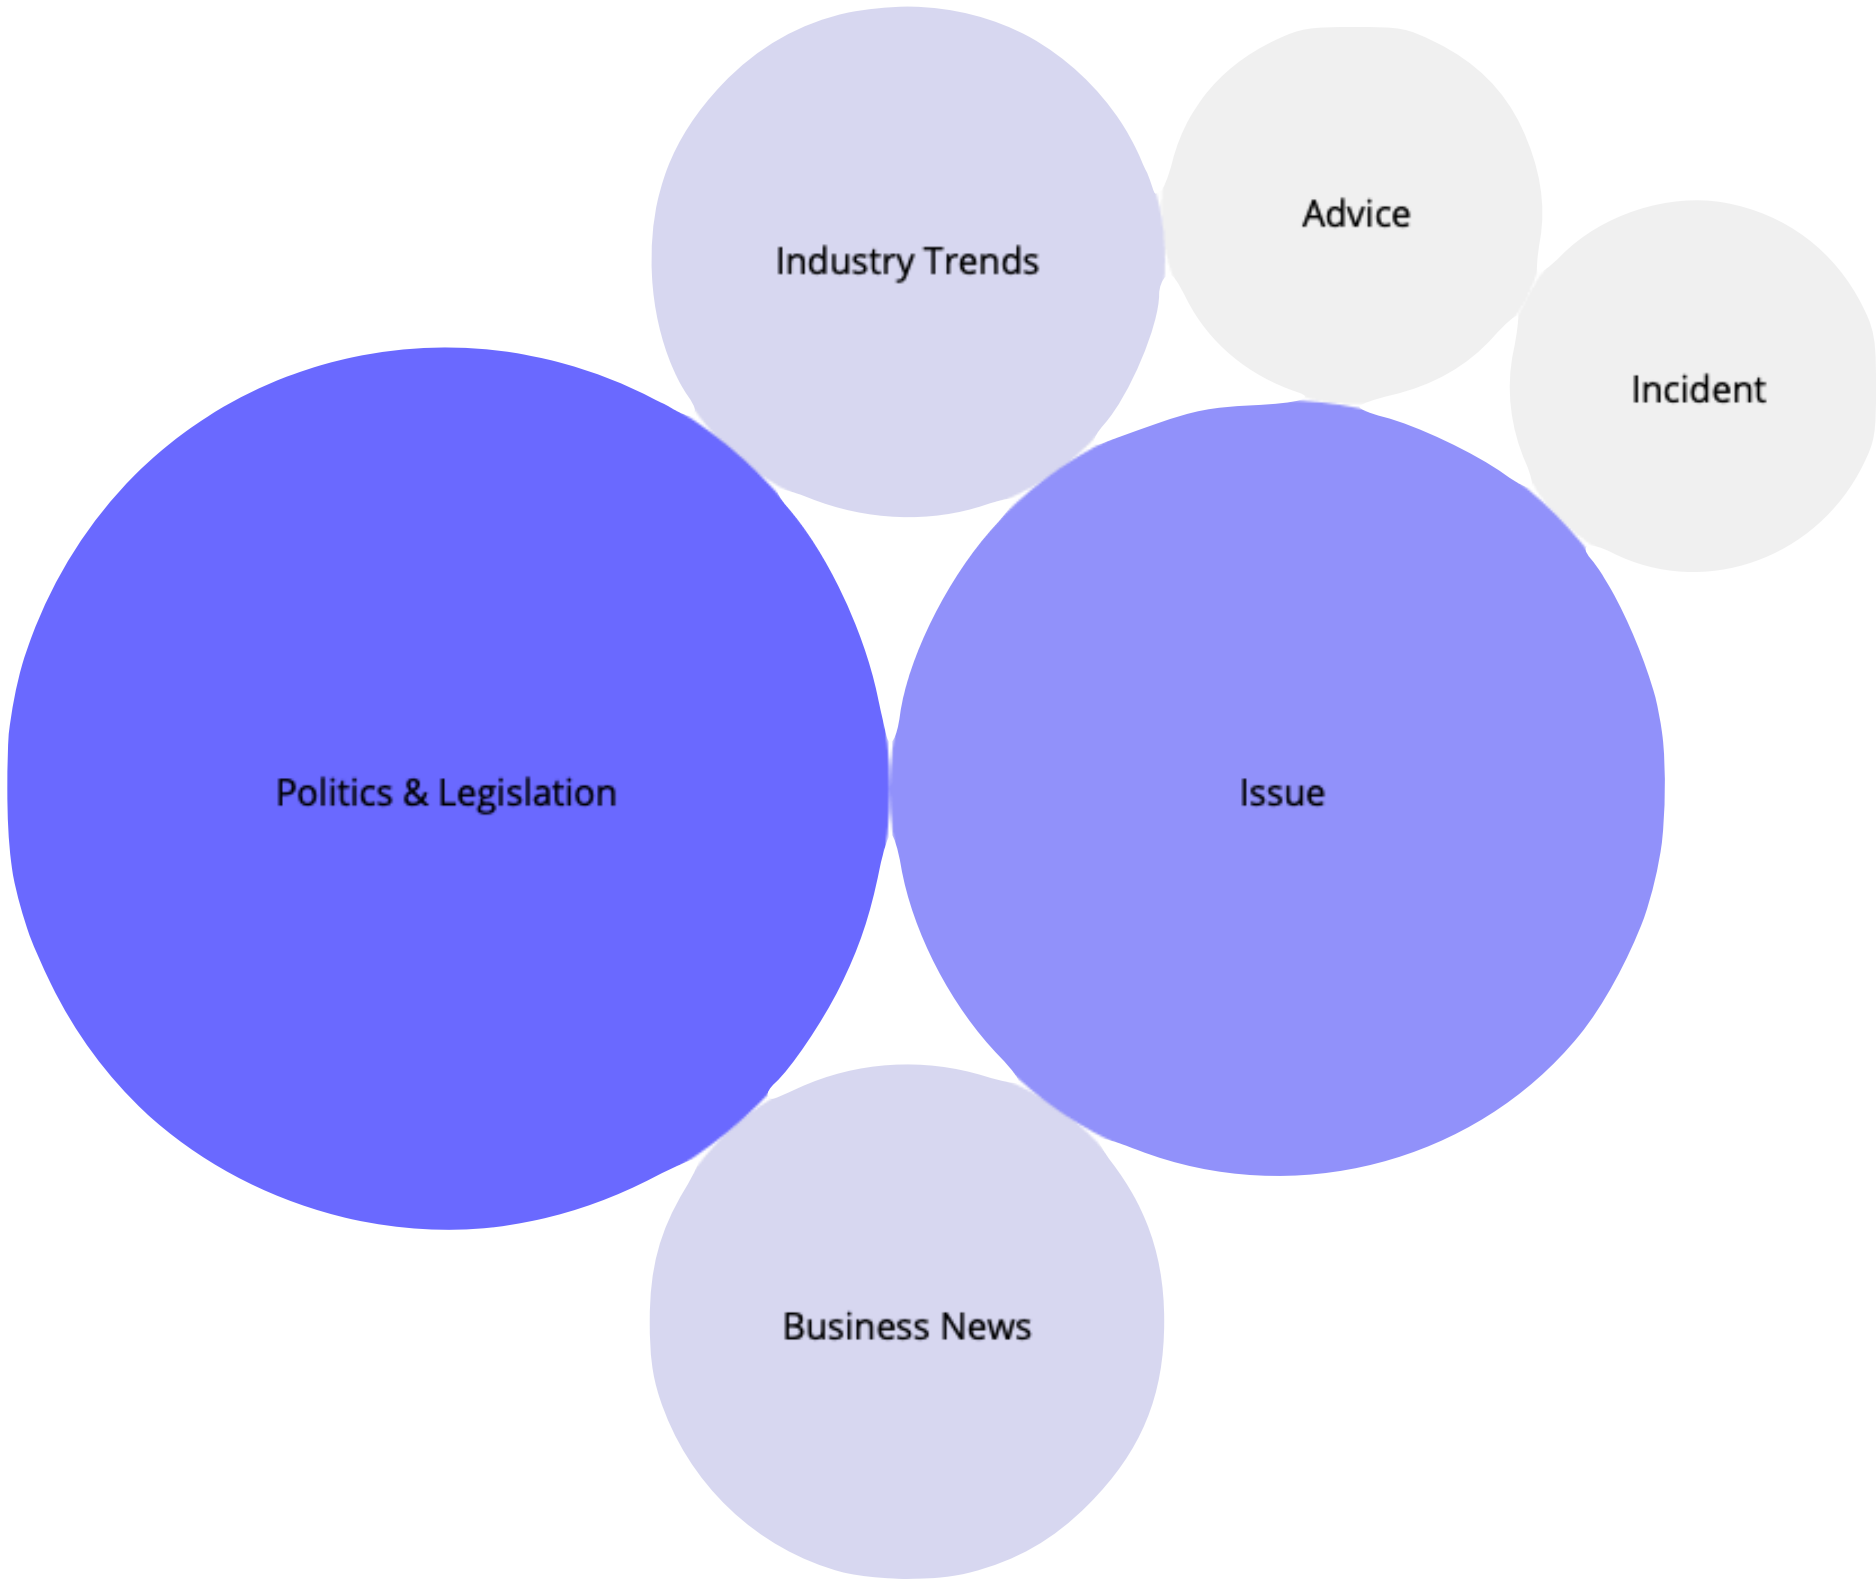 Advice
Industry Trends
Incident
Politics & Legislation
Issue
Business News